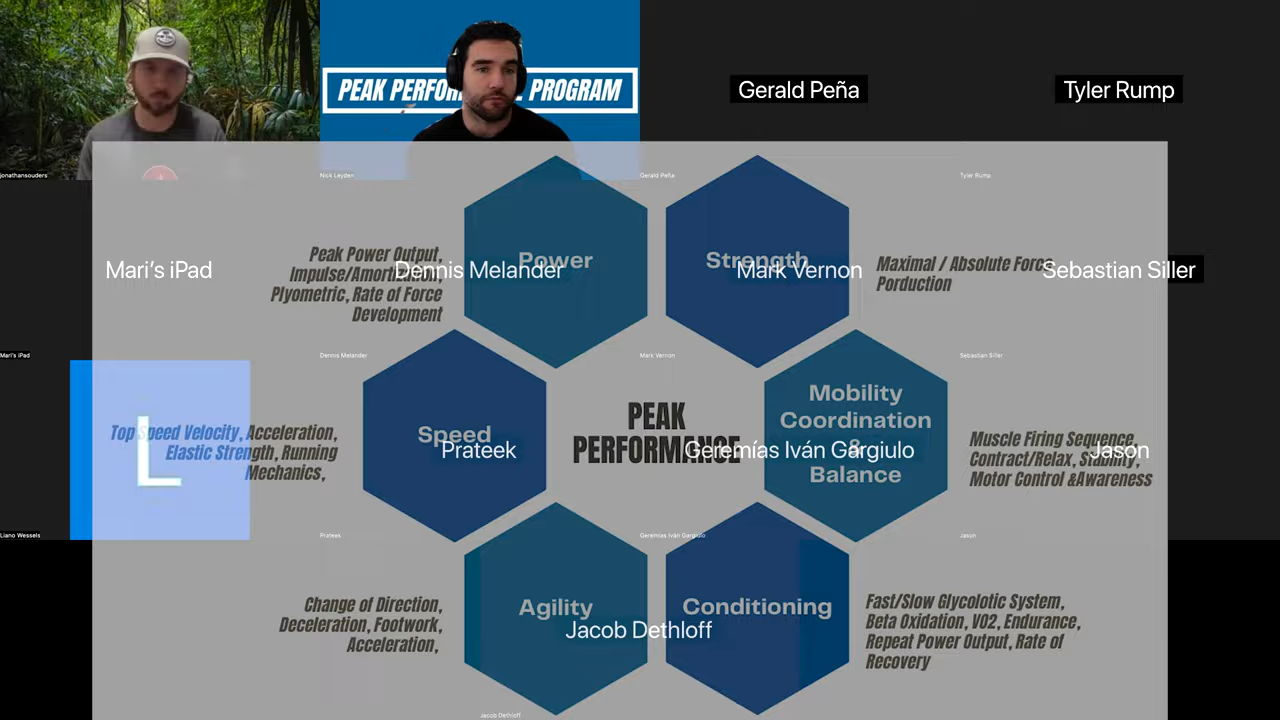 PEAK PERFOR PROGRAM
Gerald Peña
Tyler Rump
jonathansouders
Nick Leyden
Gerald Peña
Tyler Rump
Mari's iPad
Dennis Melander
Mark Vernon
Sebastian Siller
Peak Power Output,
Impulse/Amorti
Plyometric, Rate of Force
Development
Power
Strength
Maximal / Absolute Force
Porduction
Mari's iPad
Dennis Melander
Mark Vernon
Sebastian Siller
L
Top Speed Velocity, Acceleration,
Elastic Strength, Running
Mechanics,
Speed
Prateek
PEAK
PERFORMANCE
Geremías Iván Gargiulo
Mobility
Coordination
&
Balance
Muscle Firing Sequence,
Contract/Relax, Stability,
Motor Control &Awareness
Jason
Liano Wessels
Prateek
Geremías Iván Gargiulo
Jason
Change of Direction,
Deceleration, Footwork,
Acceleration,
Agility
Conditioning
Fast/Slow Glycolotic System,
Beta Oxidation, VO2, Endurance,
Repeat Power Output, Rate of
Recovery
Jacob Dethloff
Jacob Dethloff